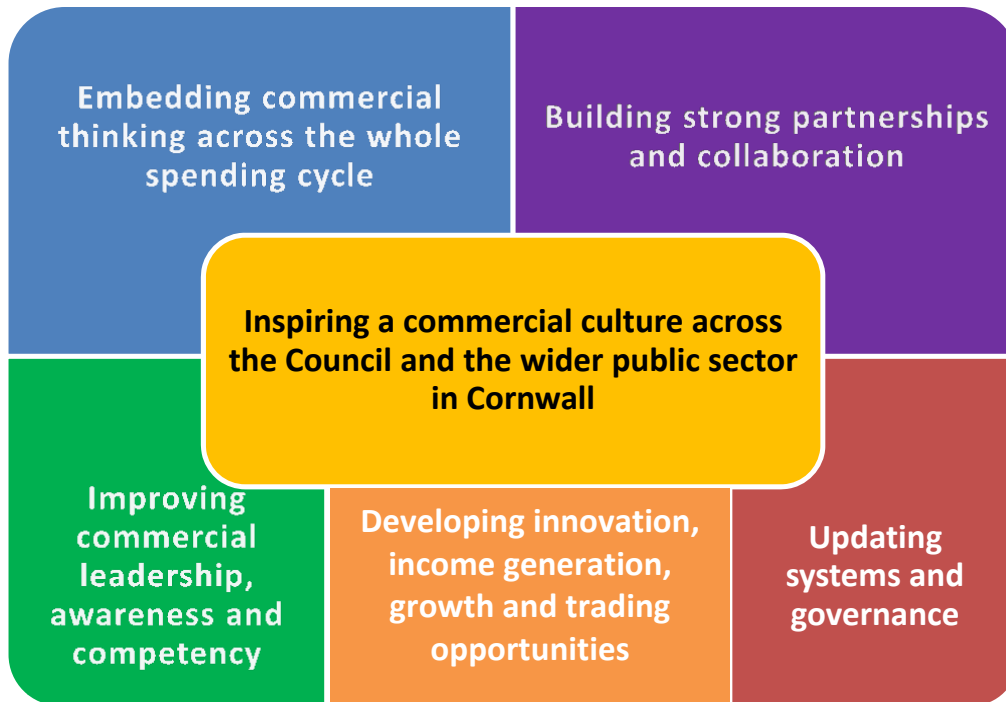 Embedding commercial
thinking across the whole
spending cycle
Building strong partnerships
and collaboration
Inspiring a commercial culture across
the Council and the wider public sector
in Cornwall
Improving
commercial
leadership,
awareness and
competency
Developing innovation,
income generation,
growth and trading
opportunities
Updating
systems and
governance